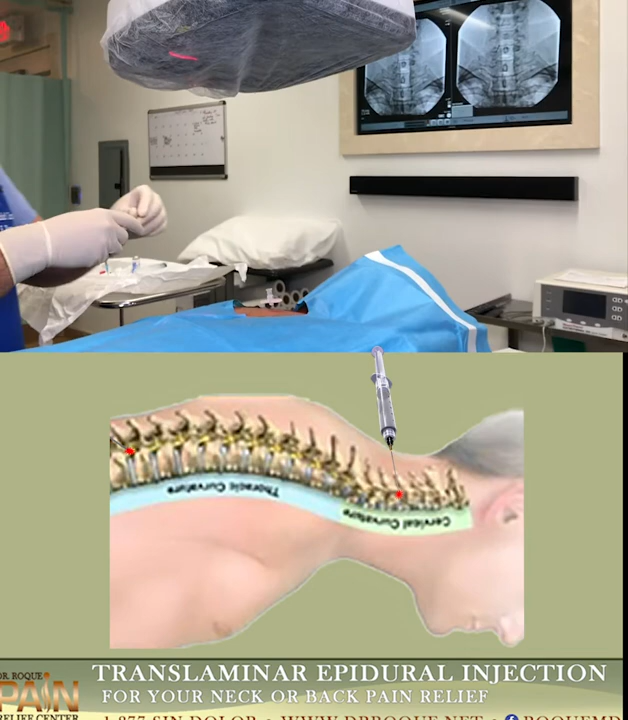 Thoracic Curvature
Cervical Curvature
DR. ROQUE
PAIN
RELIEF CENTER
TRANSLAMINAR EPIDURAL INJECTION
FOR YOUR NECK OR BACK PAIN RELIEF
1-877-SIN-DOLOR • WWW.DRROQUE.NET • ROQUEMD